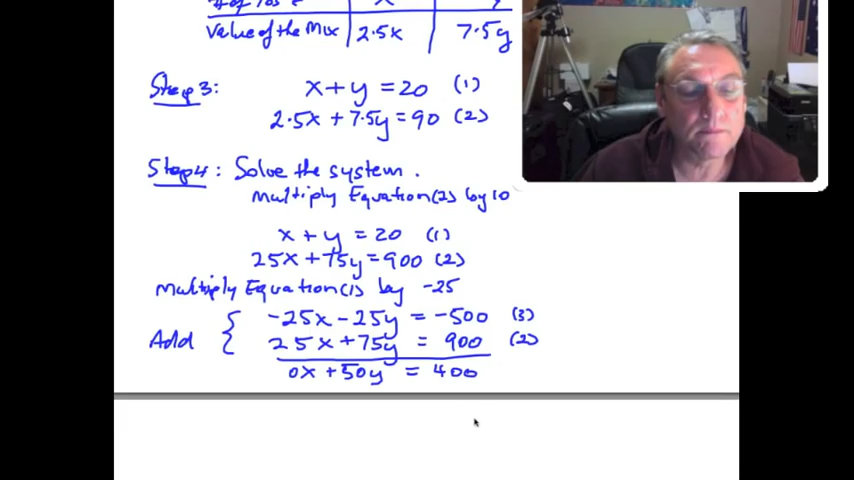 # of lbs x y
Value of the Mix 2.5x 7.5y
Step 3: x + y = 20 (1)
2.5x + 7.5y = 90 (2)
Step 4: Solve the system.
Multiply Equation (2) by 10
x + y = 20 (1)
25x + 75y = 900 (2)
Multiply Equation (1) by -25
-25x - 25y = -500 (3)
Add { 25x + 75y = 900 (2)
0x + 50y = 400